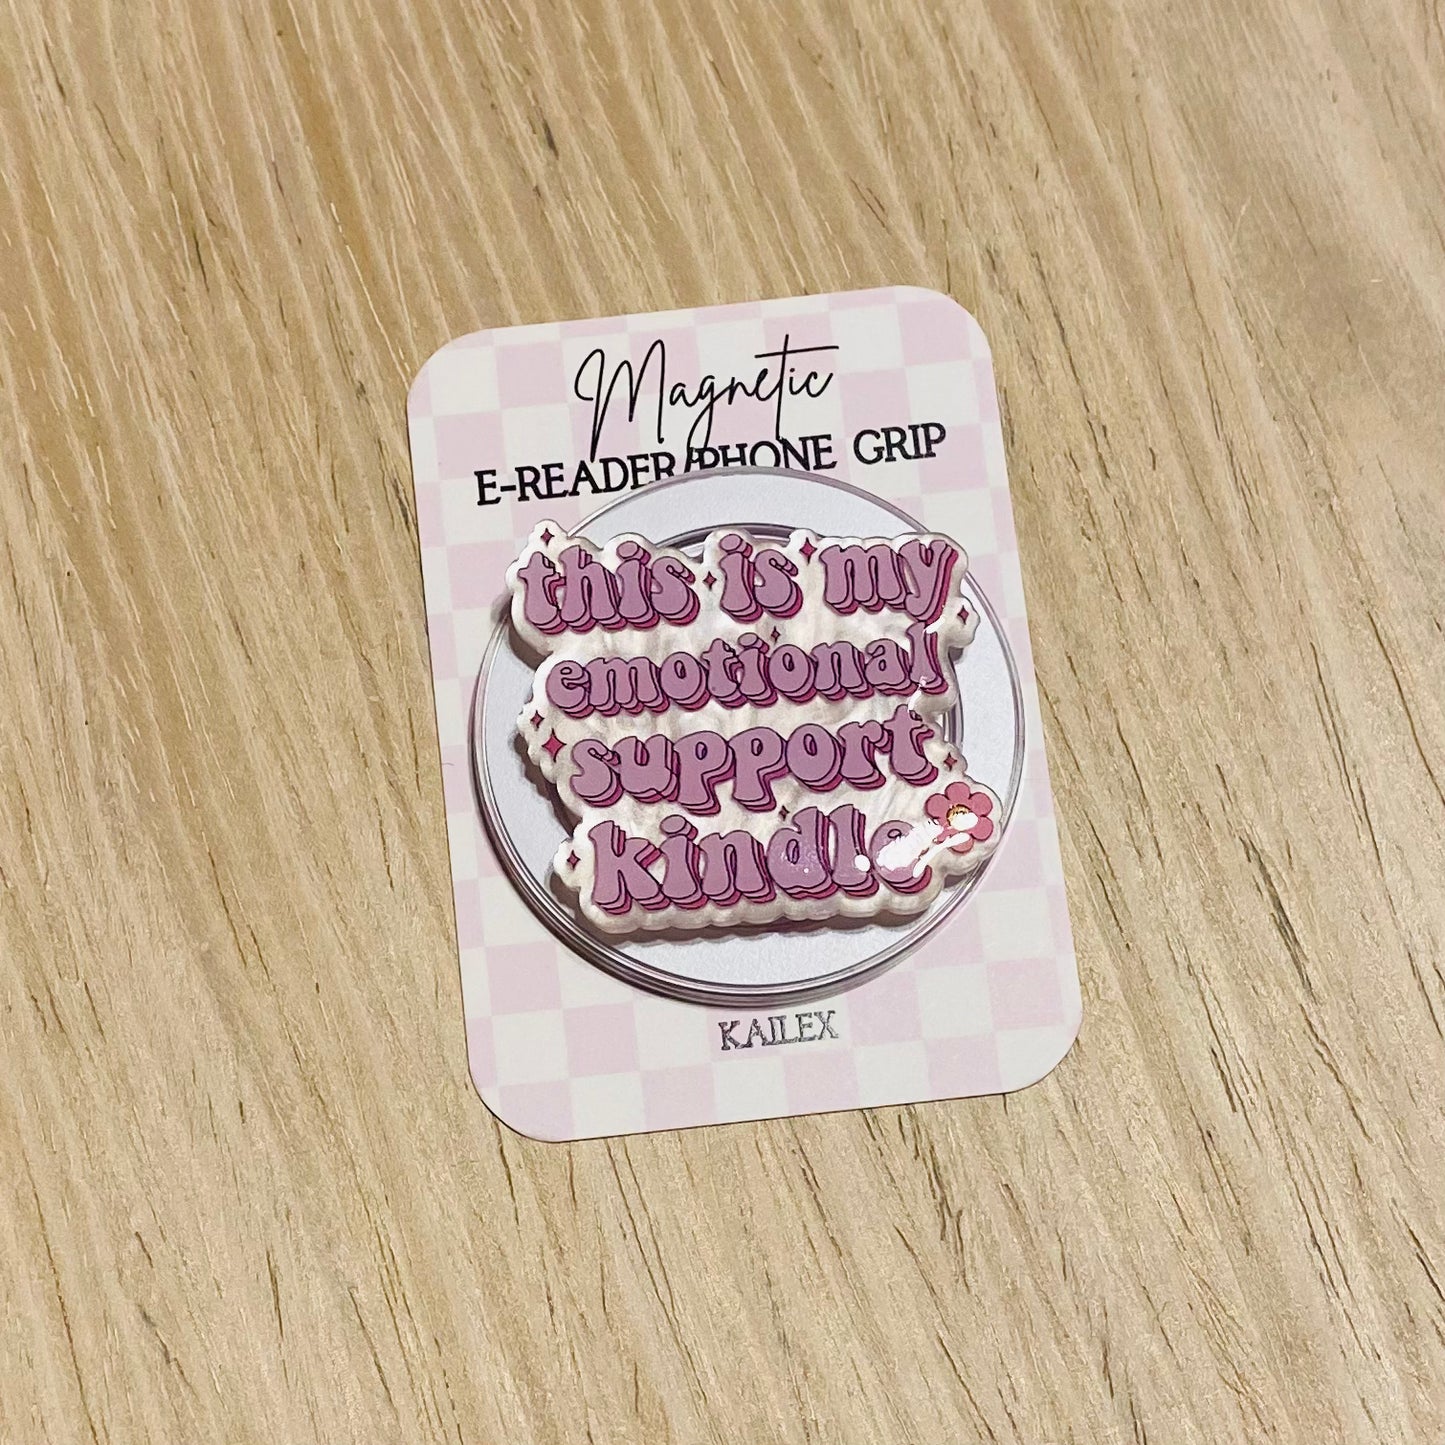 Magnetic
E-READER/PHONE GRIP
this is my
emotional
support
kindle
KAILEX